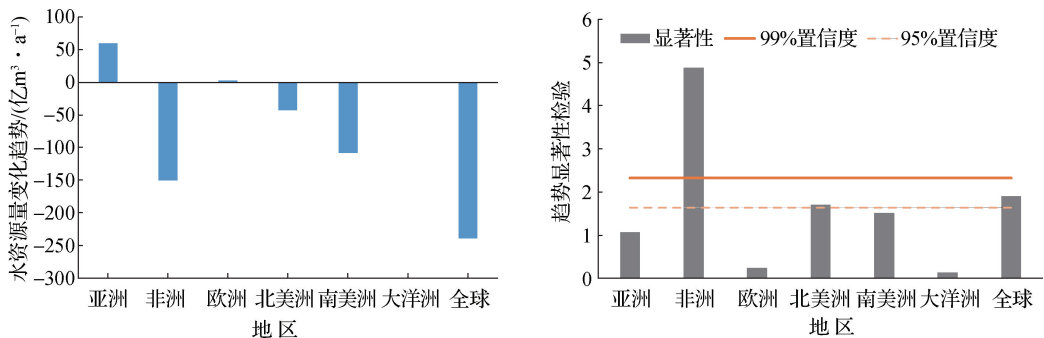 水资源量变化趋势/(亿m³·a⁻¹)
100
50
0
−50
−100
−150
−200
−250
−300
亚洲 非洲 欧洲 北美洲 南美洲 大洋洲 全球
地区
趋势显著性检验
6
5
4
3
2
1
0
显著性 99%置信度 95%置信度
亚洲 非洲 欧洲 北美洲 南美洲 大洋洲 全球
地区